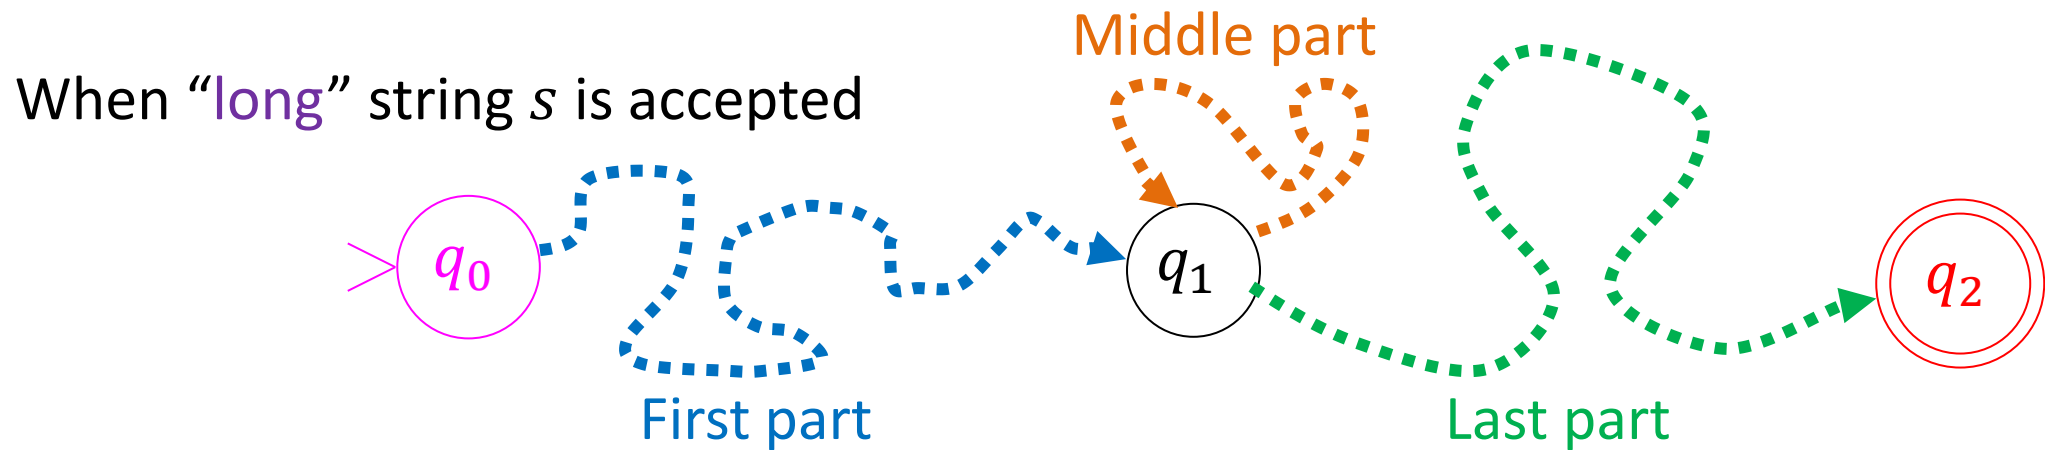 Middle part
When “long” string s is accepted
q₀
q₁
q₂
First part
Last part